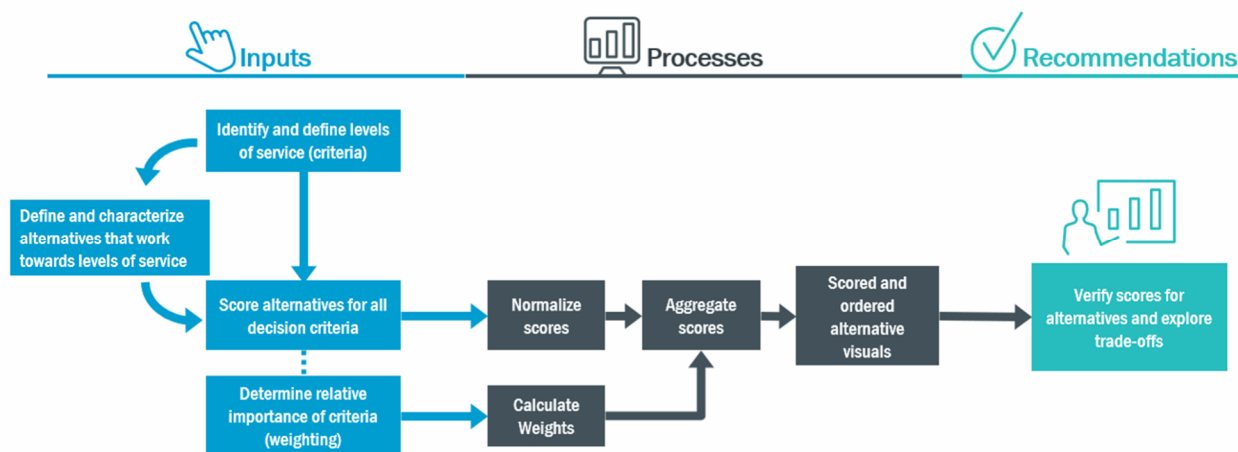 Inputs
Processes
Recommendations
Identify and define levels
of service (criteria)
Define and characterize
alternatives that work
towards levels of service
Score alternatives for all
decision criteria
Normalize
scores
Aggregate
scores
Scored and
ordered
alternative
visuals
Verify scores for
alternatives and explore
trade-offs
Determine relative
importance of criteria
(weighting)
Calculate
Weights